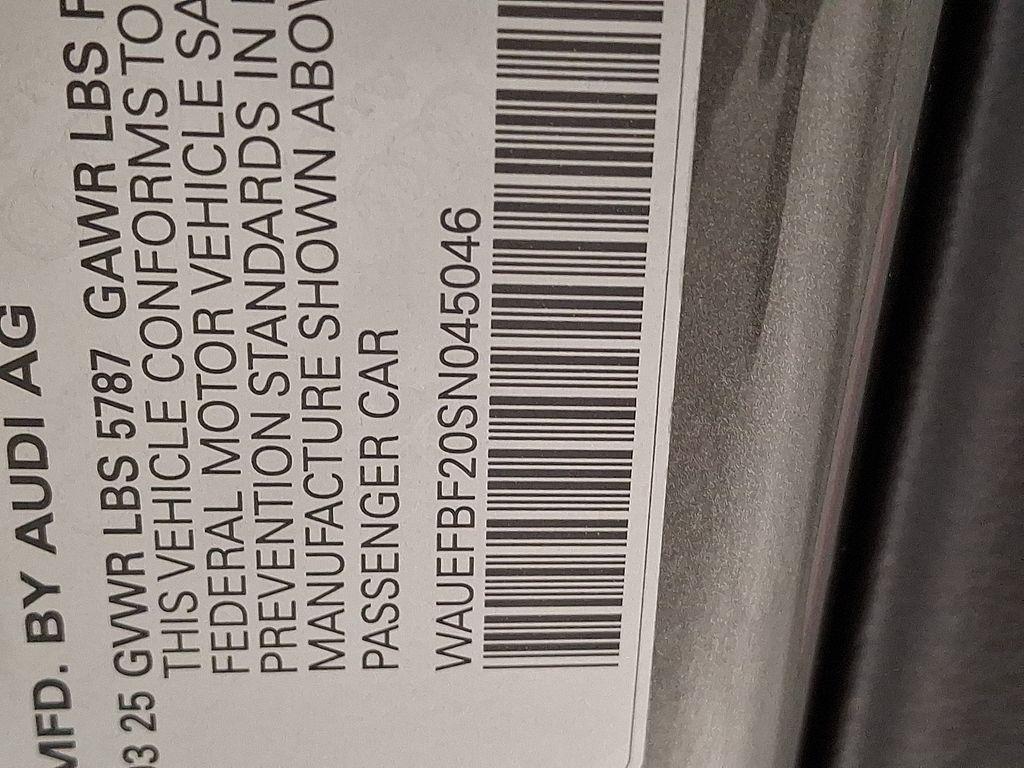 MFD. BY AUDI AG
03 25 GVWR LBS 5787 GAWR LBS F
THIS VEHICLE CONFORMS TO
FEDERAL MOTOR VEHICLE SA
PREVENTION STANDARDS IN
MANUFACTURE SHOWN ABOV
PASSENGER CAR
WAUEFBF20SN045046